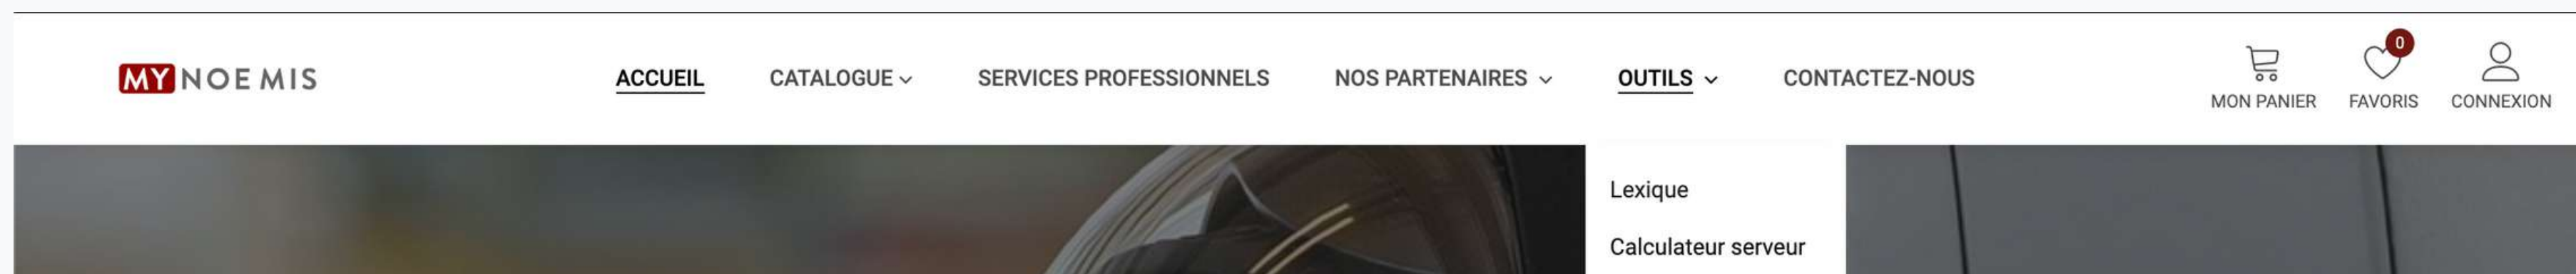 MY NOEMIS
ACCUEIL
CATALOGUE
SERVICES PROFESSIONNELS
NOS PARTENAIRES
OUTILS
CONTACTEZ-NOUS
0
MON PANIER
FAVORIS
CONNEXION
Lexique
Calculateur serveur